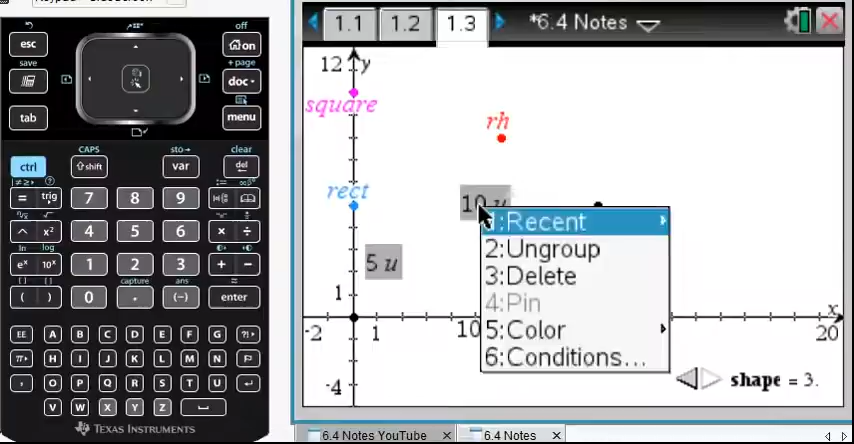 esc
off
on
save
+ page
doc
tab
menu
CAPS
sto→
clear
ctrl
⇧shift
var
del
= trig 7 8 9
^ x² 4 5 6 × ÷
ln log
eˣ 10ˣ 1 2 3 + −
capture ans
( ) 0 . (−) enter
EE A B C D E F G ?!
π H I J K L M N
, O P Q R S T U
V W X Y Z
TEXAS INSTRUMENTS
1.1 1.2 1.3 *6.4 Notes
12 y
square
rh
rect
10 u
5 u
1:Recent
2:Ungroup
3:Delete
4:Pin
5:Color
6:Conditions...
1
x
-2 1 10 20
-4
shape = 3.
6.4 Notes YouTube
6.4 Notes